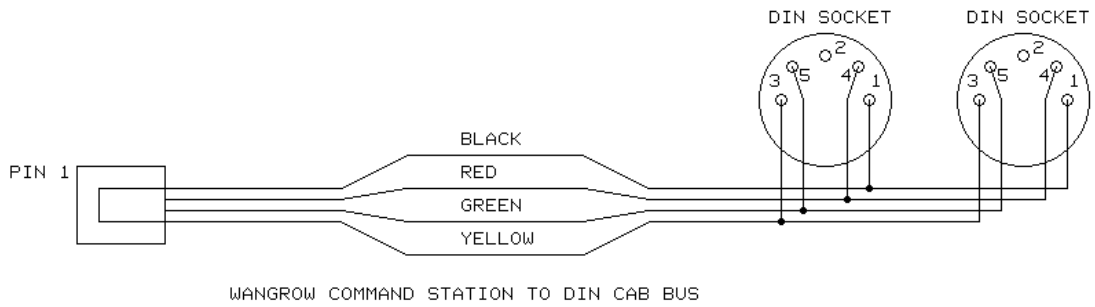 DIN SOCKET DIN SOCKET
2 2
3 5 4 1 3 5 4 1
BLACK
PIN 1 RED
GREEN
YELLOW
WANGROW COMMAND STATION TO DIN CAB BUS